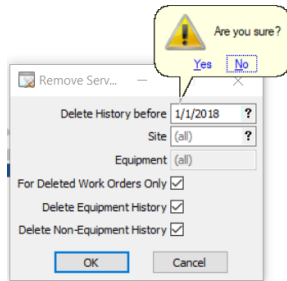 Are you sure?
Yes No
Remove Serv...
Delete History before 1/1/2018 ?
Site (all) ?
Equipment (all)
For Deleted Work Orders Only
Delete Equipment History
Delete Non-Equipment History
OK Cancel